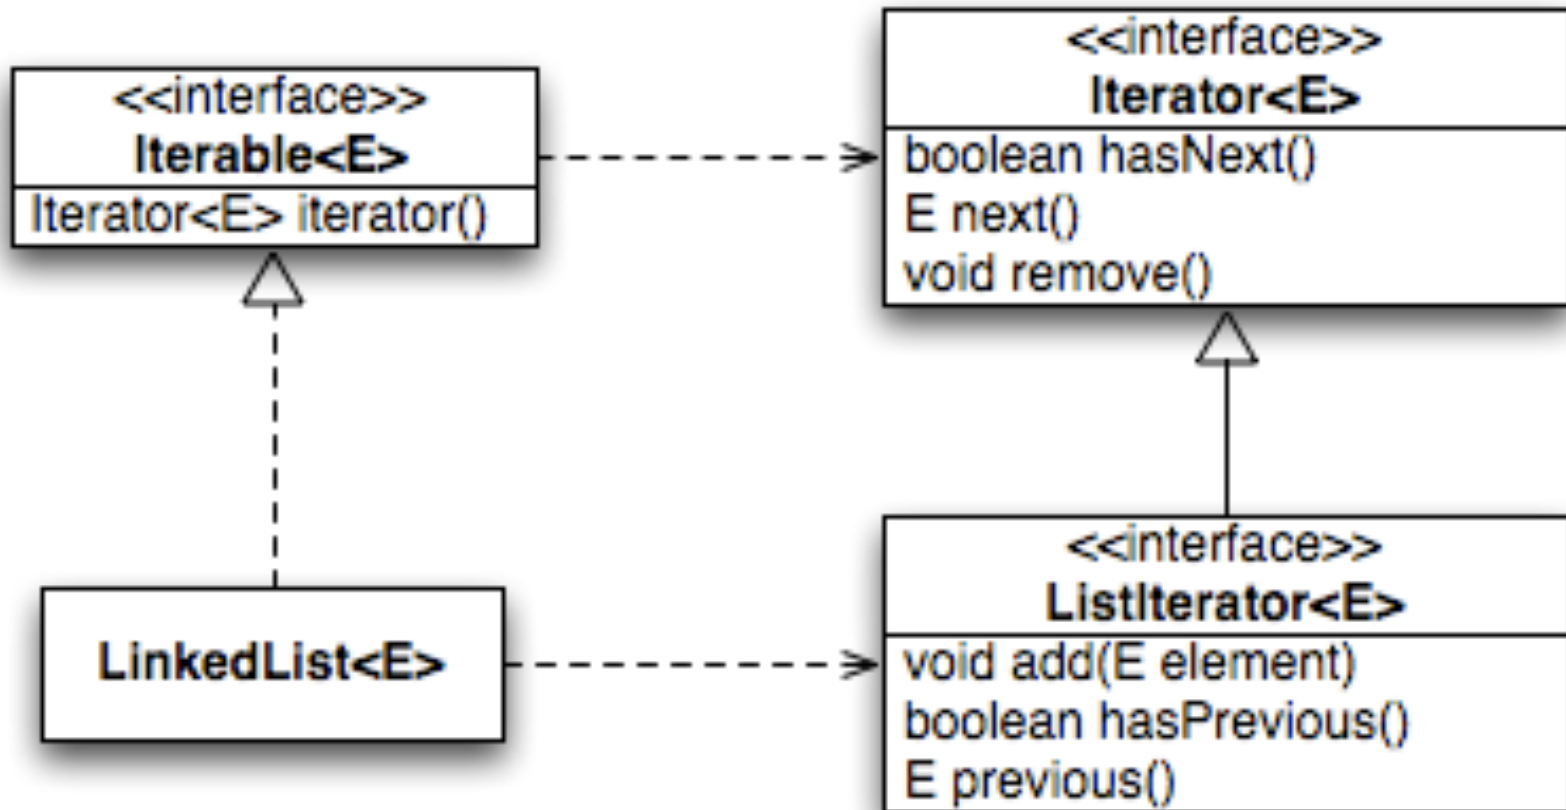 <<interface>>
Iterable<E>
Iterator<E> iterator()
<<interface>>
Iterator<E>
boolean hasNext()
E next()
void remove()
LinkedList<E>
<<interface>>
ListIterator<E>
void add(E element)
boolean hasPrevious()
E previous()